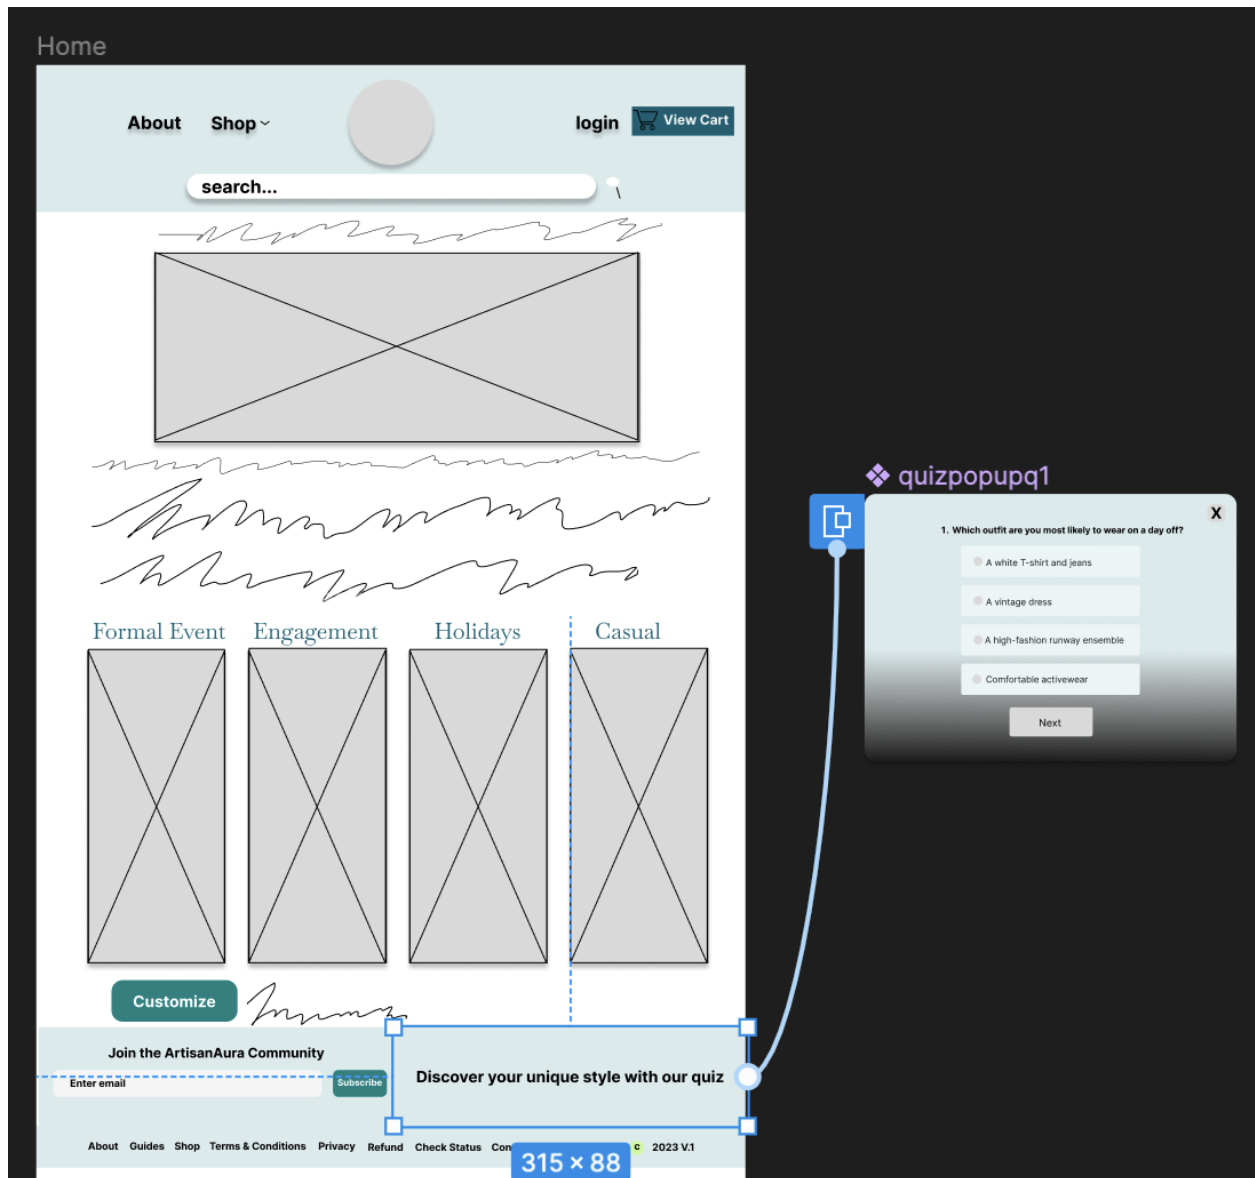 Home
About Shop login View Cart
search...
Formal Event Engagement Holidays Casual
Customize
Join the ArtisanAura Community
Enter email Subscribe
Discover your unique style with our quiz
About Guides Shop Terms & Conditions Privacy Refund Check Status Con c 2023 V.1
315 × 88
quizpopupq1
X
1. Which outfit are you most likely to wear on a day off?
A white T-shirt and jeans
A vintage dress
A high-fashion runway ensemble
Comfortable activewear
Next